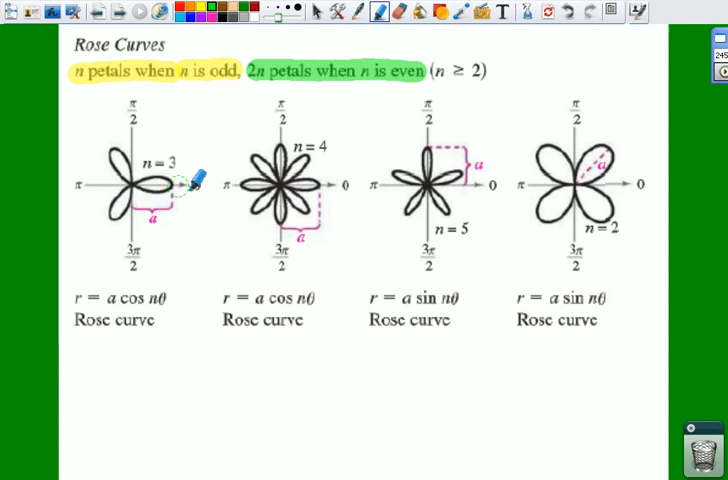 Rose Curves
n petals when n is odd, 2n petals when n is even (n ≥ 2)
π/2
π/2
π/2
π/2
n = 3
n = 4
a
a
π
π
0
π
0
π
0
a
a
n = 5
n = 2
3π/2
3π/2
3π/2
3π/2
r = a cos nθ
r = a cos nθ
r = a sin nθ
r = a sin nθ
Rose curve
Rose curve
Rose curve
Rose curve
T
245